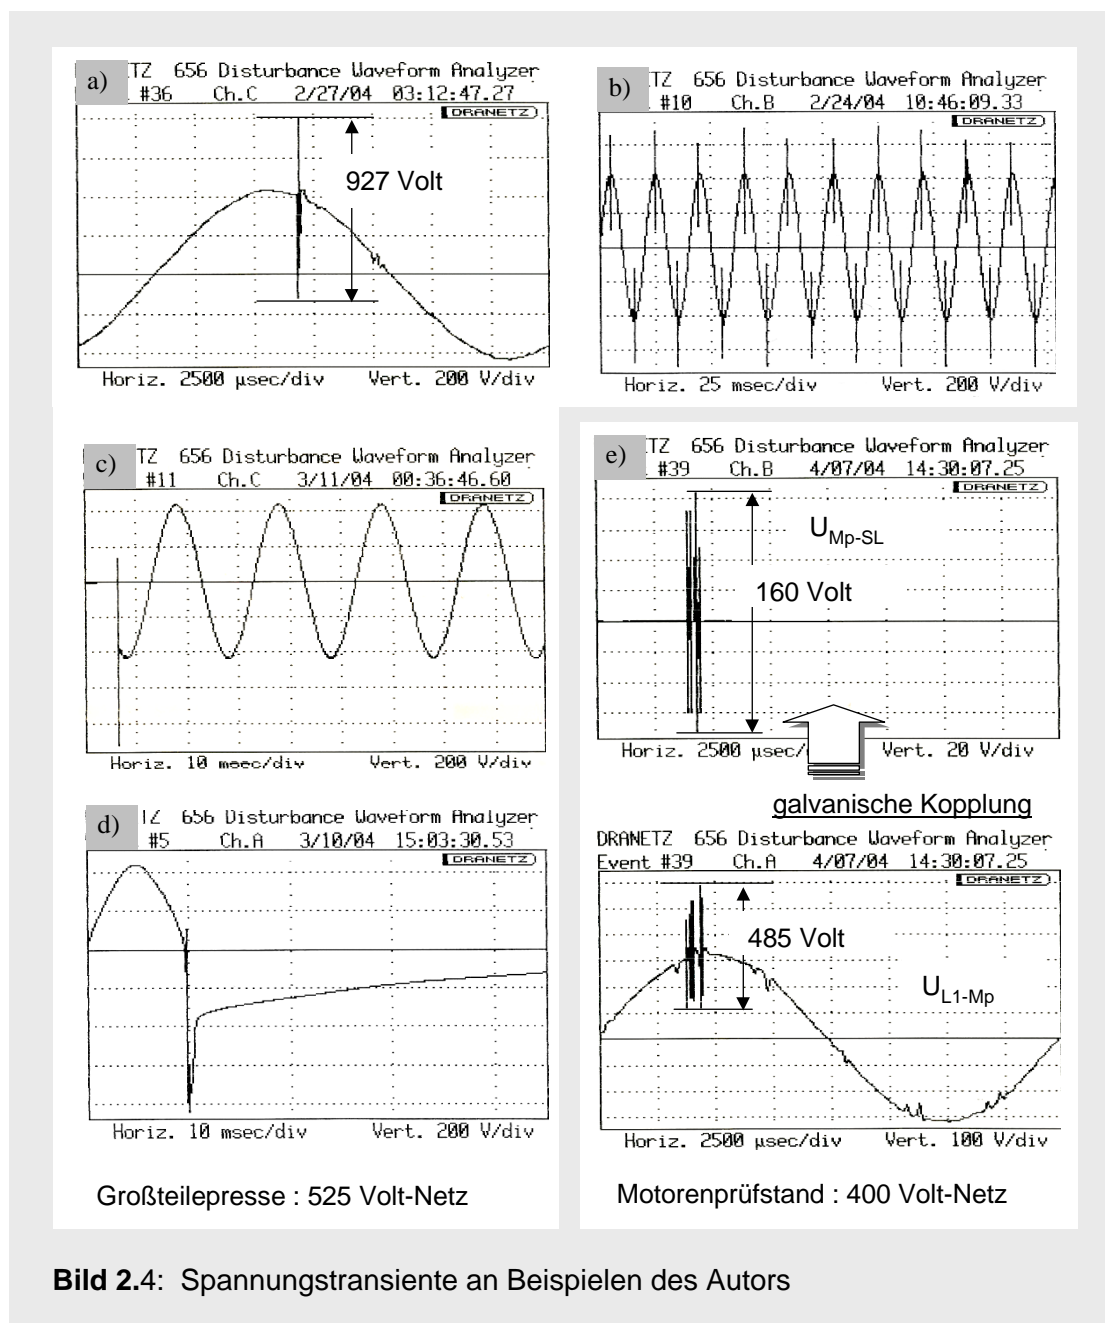 a)
TZ 656 Disturbance Waveform Analyzer
#36 Ch.C 2/27/04 03:12:47.27
DRANETZ
927 Volt
Horiz. 2500 µsec/div Vert. 200 V/div
b)
ETZ 656 Disturbance Waveform Analyzer
#10 Ch.B 2/24/04 10:46:09.33
DRANETZ
Horiz. 25 msec/div Vert. 200 V/div
c)
TZ 656 Disturbance Waveform Analyzer
#11 Ch.C 3/11/04 00:36:46.60
DRANETZ
Horiz. 10 msec/div Vert. 200 V/div
d)
TZ 656 Disturbance Waveform Analyzer
#5 Ch.A 3/10/04 15:03:30.53
DRANETZ
Horiz. 10 msec/div Vert. 200 V/div
Großteilepresse : 525 Volt-Netz
e)
ETZ 656 Disturbance Waveform Analyzer
#39 Ch.B 4/07/04 14:30:07.25
DRANETZ
U Mp-SL
160 Volt
Horiz. 2500 µsec/ Vert. 20 V/div
galvanische Kopplung
DRANETZ 656 Disturbance Waveform Analyzer
Event #39 Ch.A 4/07/04 14:30:07.25
DRANETZ
485 Volt
U L1-Mp
Horiz. 2500 µsec/div Vert. 100 V/div
Motorenprüfstand : 400 Volt-Netz
Bild 2.4: Spannungstransiente an Beispielen des Autors